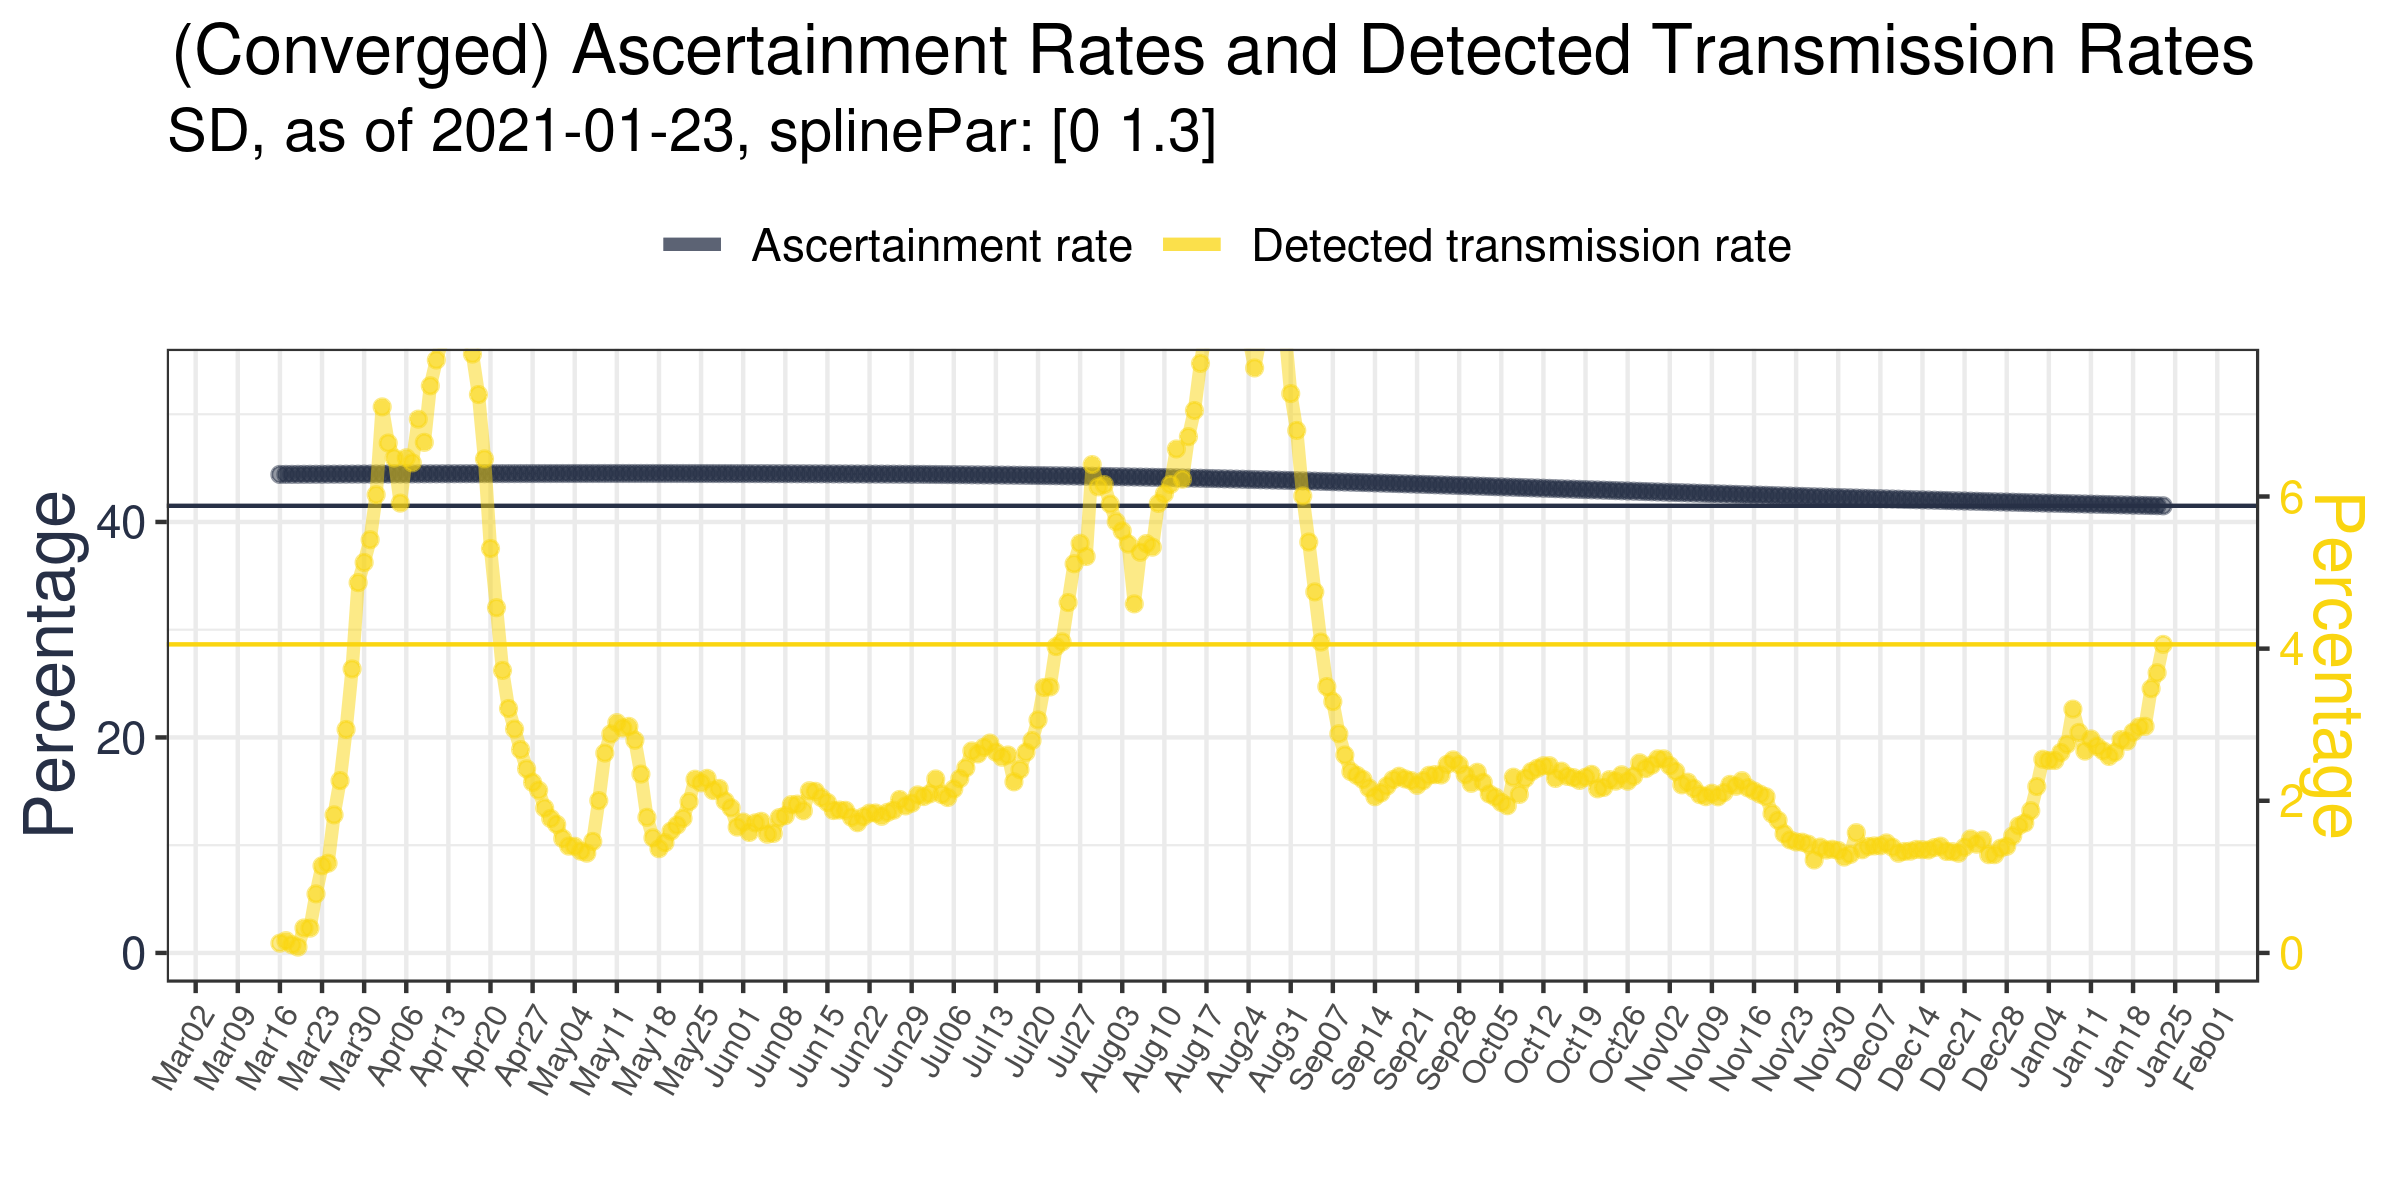 (Converged) Ascertainment Rates and Detected Transmission Rates
SD, as of 2021-01-23, splinePar: [0 1.3]
Ascertainment rate Detected transmission rate
Percentage
40
20
0
6
4
2
0
Percentage
Mar02 Mar09 Mar16 Mar23 Mar30 Apr06 Apr13 Apr20 Apr27 May04 May11 May18 May25 Jun01 Jun08 Jun15 Jun22 Jun29 Jul06 Jul13 Jul20 Jul27 Aug03 Aug10 Aug17 Aug24 Aug31 Sep07 Sep14 Sep21 Sep28 Oct05 Oct12 Oct19 Oct26 Nov02 Nov09 Nov16 Nov23 Nov30 Dec07 Dec14 Dec21 Dec28 Jan04 Jan11 Jan18 Jan25 Feb01